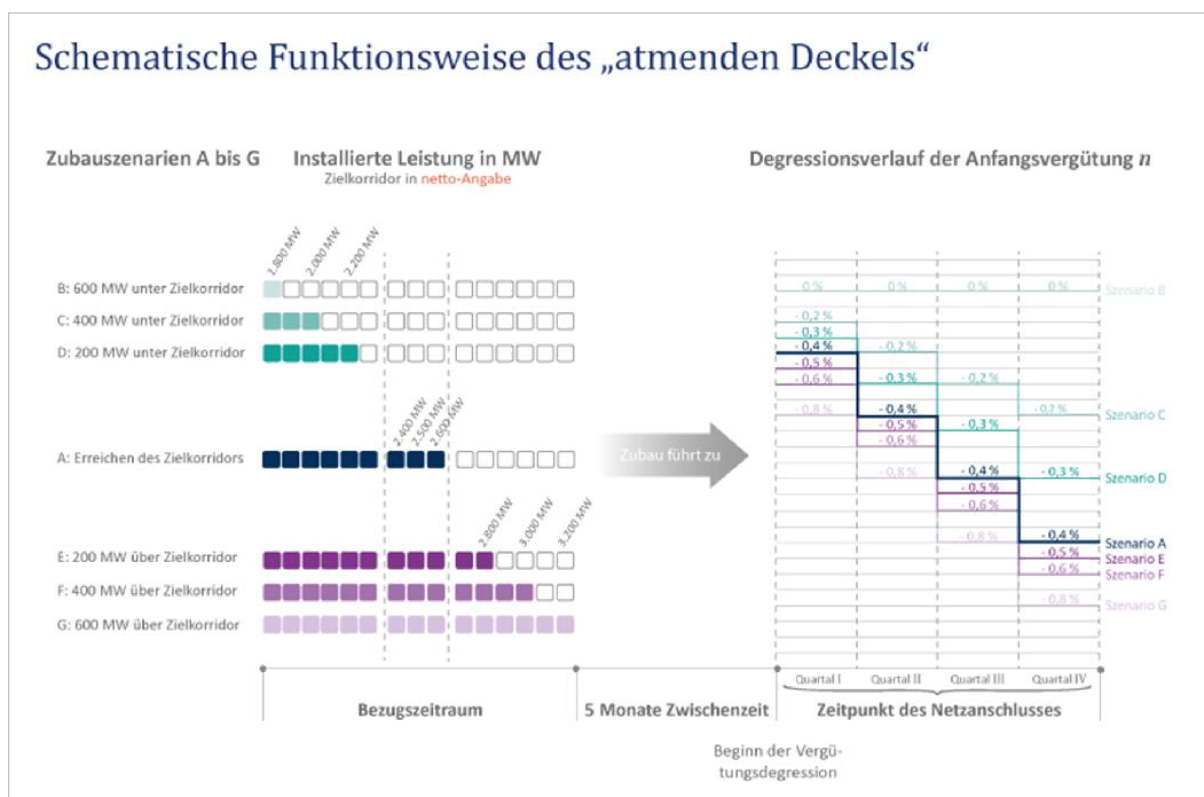 Schematische Funktionsweise des „atmenden Deckels“
Zubauszenarien A bis G
Installierte Leistung in MW
Zielkorridor in netto-Angabe
Degressionsverlauf der Anfangsvergütung n
1.800 MW
2.000 MW
2.200 MW
B: 600 MW unter Zielkorridor
C: 400 MW unter Zielkorridor
D: 200 MW unter Zielkorridor
2.400 MW
2.500 MW
2.600 MW
A: Erreichen des Zielkorridors
2.800 MW
3.000 MW
3.200 MW
E: 200 MW über Zielkorridor
F: 400 MW über Zielkorridor
G: 600 MW über Zielkorridor
Zubau führt zu
0 % 0 % 0 % 0 % Szenario B
- 0,2 %
- 0,3 %
- 0,4 % - 0,2 %
- 0,5 %
- 0,6 % - 0,3 % - 0,2 %
- 0,8 % - 0,4 % - 0,2 % Szenario C
- 0,5 % - 0,3 %
- 0,6 %
- 0,8 % - 0,4 % - 0,3 % Szenario D
- 0,5 %
- 0,6 %
- 0,8 % - 0,4 % Szenario A
- 0,5 % Szenario E
- 0,6 % Szenario F
- 0,8 % Szenario G
Quartal I Quartal II Quartal III Quartal IV
Bezugszeitraum
5 Monate Zwischenzeit
Zeitpunkt des Netzanschlusses
Beginn der Vergü-
tungsdegression